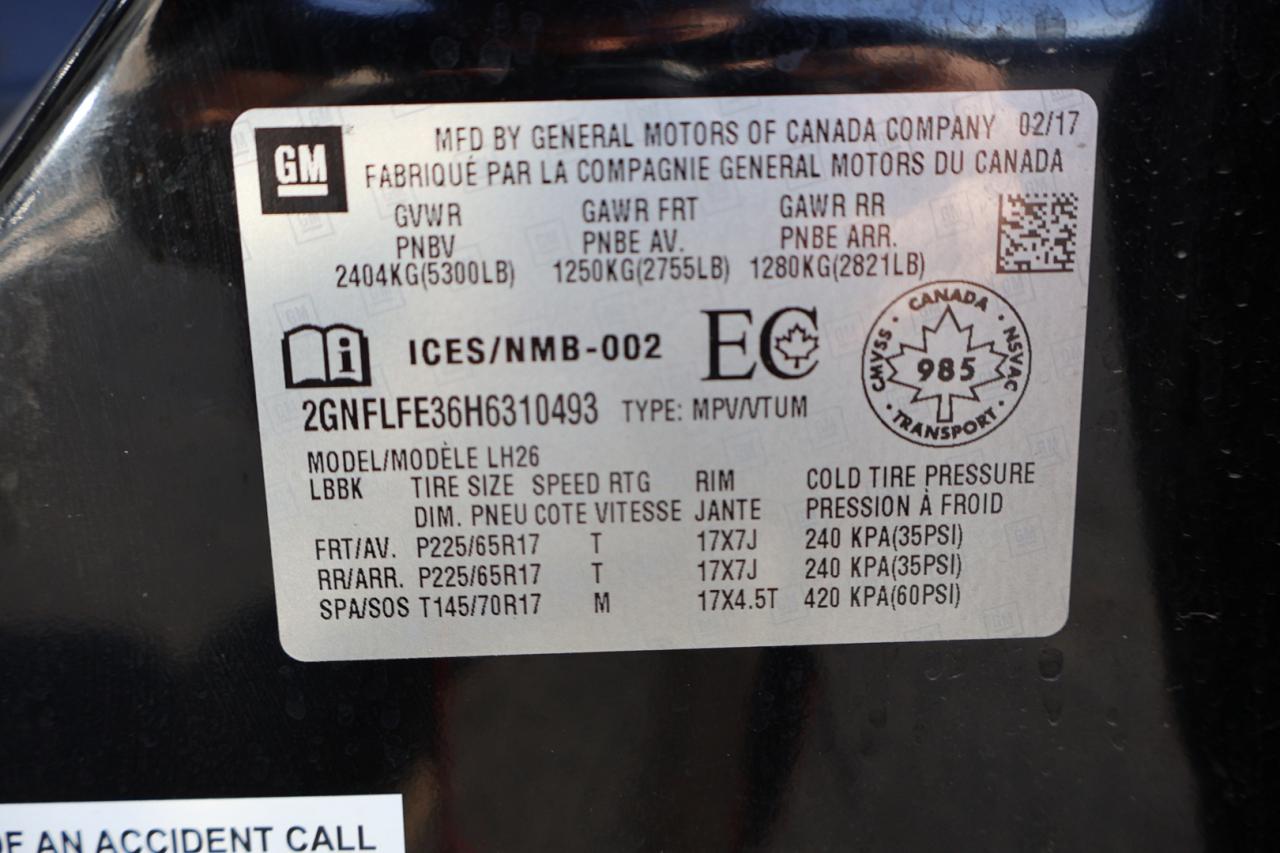 GM
MFD BY GENERAL MOTORS OF CANADA COMPANY 02/17
FABRIQUÉ PAR LA COMPAGNIE GENERAL MOTORS DU CANADA
GVWR GAWR FRT GAWR RR
PNBV PNBE AV. PNBE ARR.
2404KG(5300LB) 1250KG(2755LB) 1280KG(2821LB)
i ICES/NMB-002 EC
CANADA
CMVSS 985 NSVAC
TRANSPORT
2GNFLFE36H6310493 TYPE: MPV/VTUM
MODEL/MODÈLE LH26
LBBK TIRE SIZE SPEED RTG RIM COLD TIRE PRESSURE
DIM. PNEU COTE VITESSE JANTE PRESSION À FROID
FRT/AV. P225/65R17 T 17X7J 240 KPA(35PSI)
RR/ARR. P225/65R17 T 17X7J 240 KPA(35PSI)
SPA/SOS T145/70R17 M 17X4.5T 420 KPA(60PSI)
OF AN ACCIDENT CALL